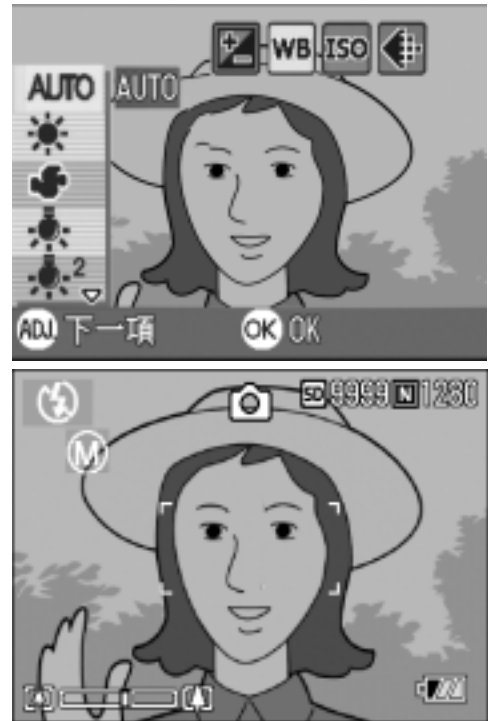 WB ISO
AUTO AUTO
2
ADJ. 下一項 OK OK
SD 9999 N 1280
M